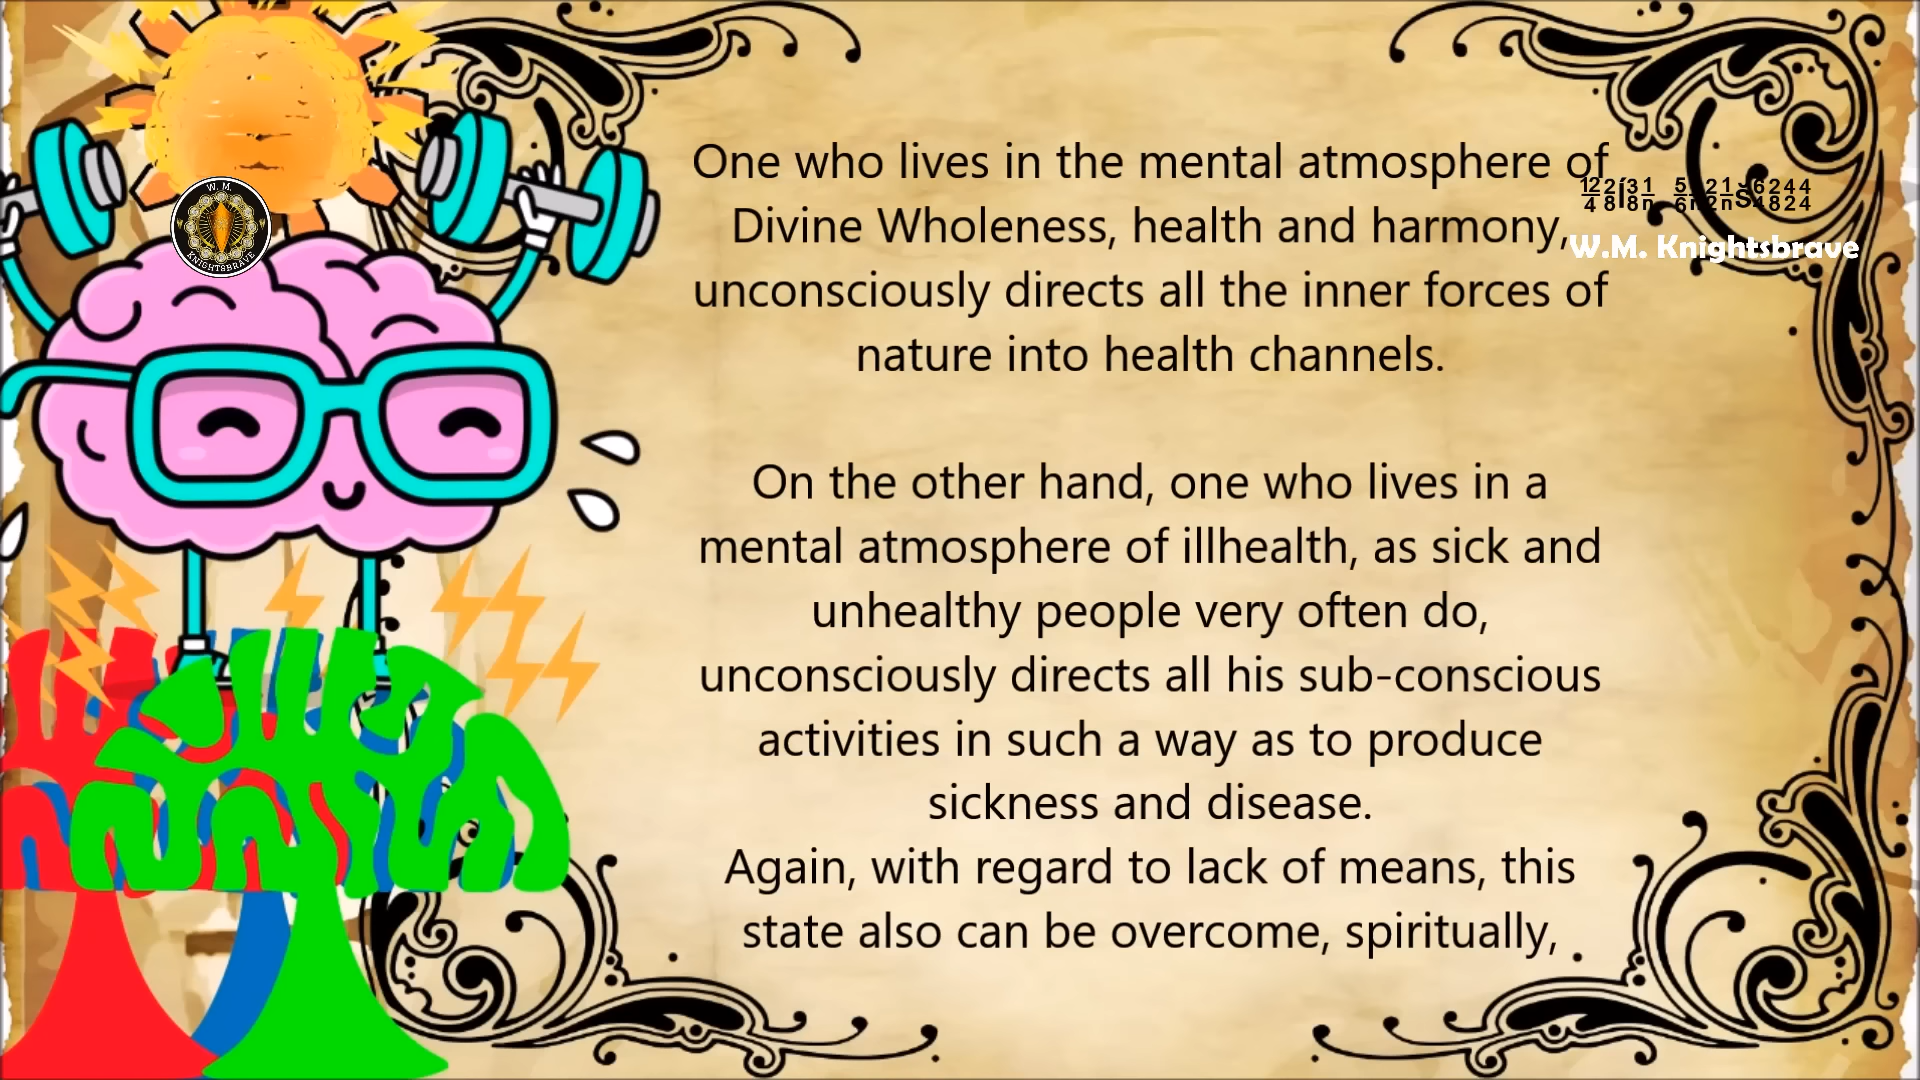 One who lives in the mental atmosphere of
Divine Wholeness, health and harmony,
unconsciously directs all the inner forces of
nature into health channels.
On the other hand, one who lives in a
mental atmosphere of illhealth, as sick and
unhealthy people very often do,
unconsciously directs all his sub-conscious
activities in such a way as to produce
sickness and disease.
Again, with regard to lack of means, this
state also can be overcome, spiritually,
W.M. Knightsbrave
W. M.
KNIGHTSBRAVE